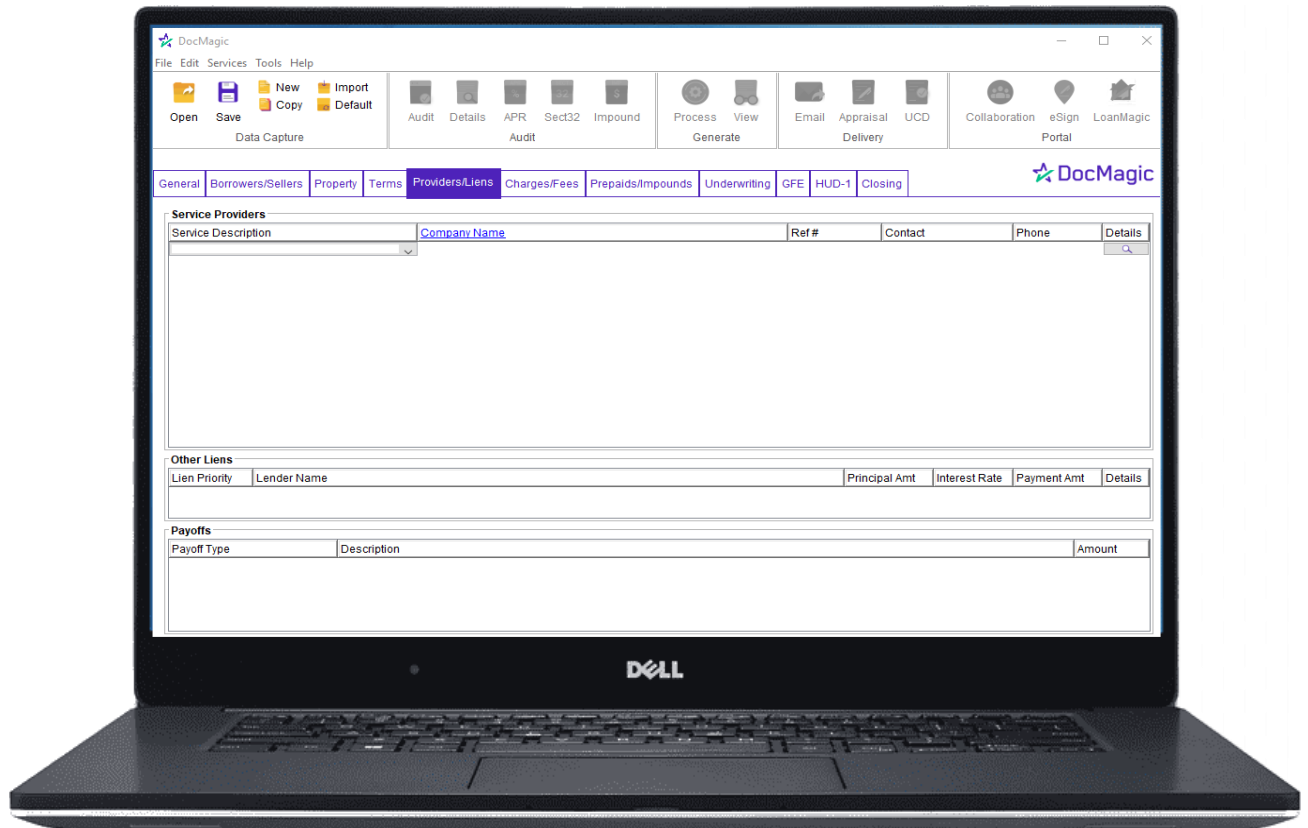 DocMagic
File Edit Services Tools Help
Open Save New Import
Copy Default
Data Capture
Audit Details APR Sect32 Impound
Audit
Process View
Generate
Email Appraisal UCD
Delivery
Collaboration eSign LoanMagic
Portal
DocMagic
General Borrowers/Sellers Property Terms Providers/Liens Charges/Fees Prepaids/Impounds Underwriting GFE HUD-1 Closing
Service Providers
Service Description Company Name Ref # Contact Phone Details
Other Liens
Lien Priority Lender Name Principal Amt Interest Rate Payment Amt Details
Payoffs
Payoff Type Description Amount
DELL